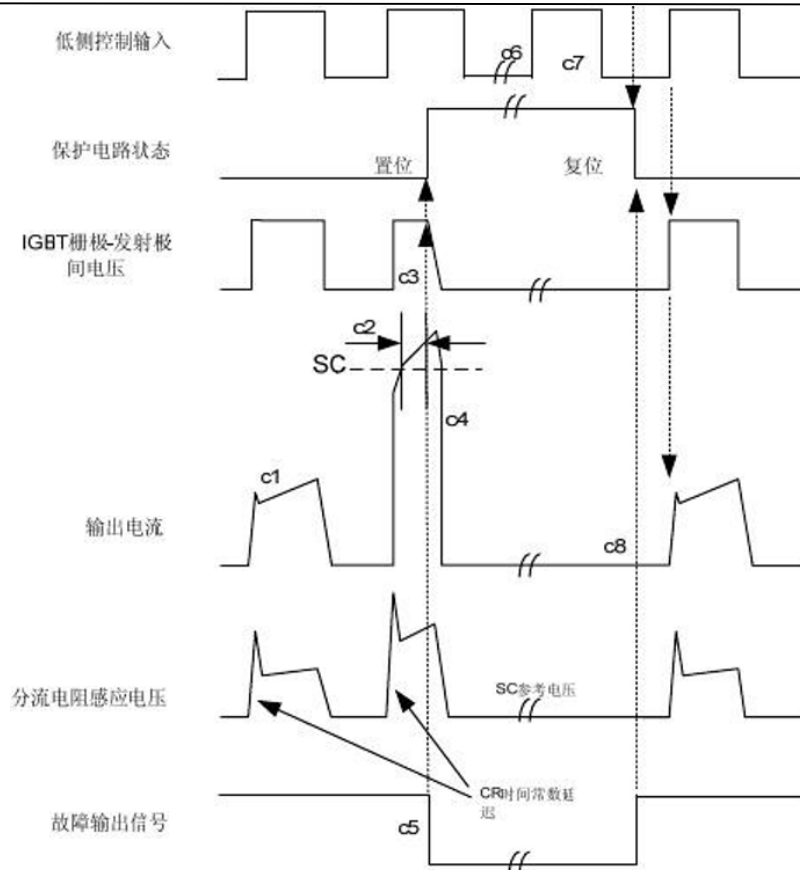 低侧控制输入
c6
c7
保护电路状态
置位
复位
IGBT栅极-发射极
间电压
c3
c2
SC
c4
c1
输出电流
c8
分流电阻感应电压
SC参考电压
CR时间常数延
迟
故障输出信号
c5